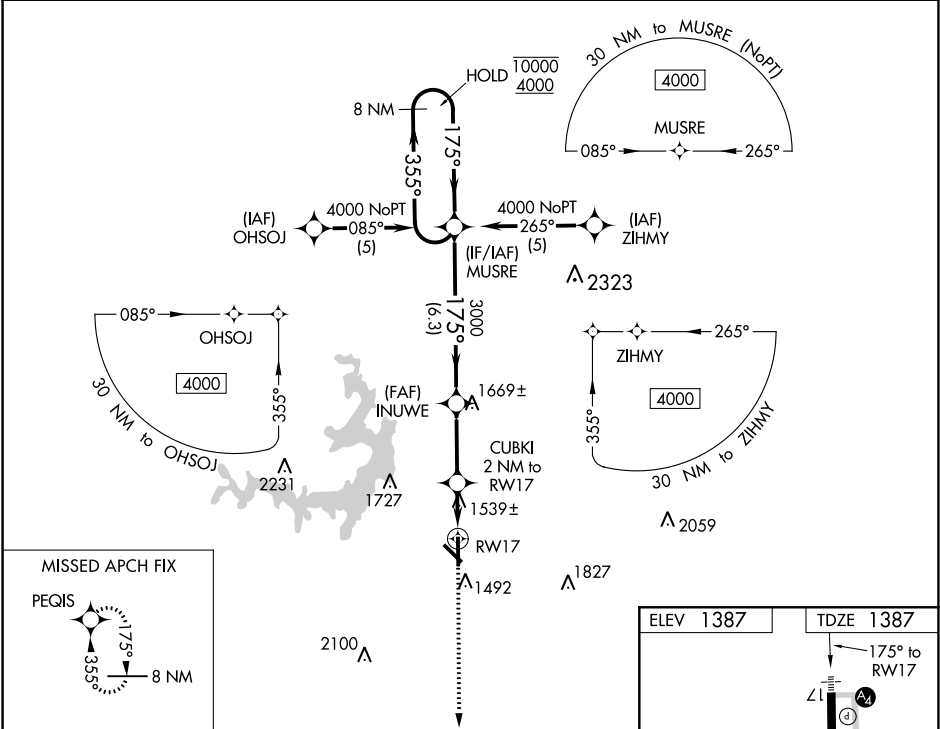 30 NM to MUSRE (NoPT)
4000
MUSRE
085°
265°
HOLD
10000
4000
8 NM
175°
355°
(IAF)
OHSOJ
4000 NoPT
085°
(5)
4000 NoPT
265°
(5)
(IAF)
ZIHMY
(IF/IAF)
MUSRE
2323
3000
175°
(6.3)
085°
OHSOJ
4000
355°
30 NM to OHSOJ
265°
ZIHMY
4000
355°
30 NM to ZIHMY
(FAF)
INUWE
1669±
CUBKI
2 NM to
RW17
2231
1727
1539±
2059
RW17
1492
1827
2100
MISSED APCH FIX
PEQIS
175°
355°
8 NM
ELEV 1387
TDZE 1387
175° to
RW17
17
A4
P